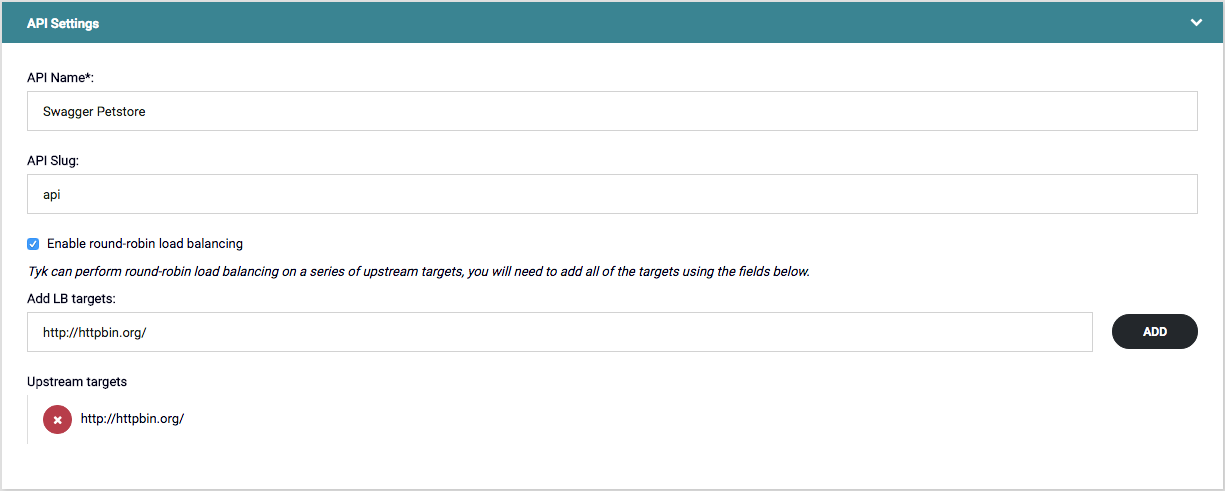 API Settings
API Name*:
Swagger Petstore
API Slug:
api
Enable round-robin load balancing
Tyk can perform round-robin load balancing on a series of upstream targets, you will need to add all of the targets using the fields below.
Add LB targets:
http://httpbin.org/
ADD
Upstream targets
http://httpbin.org/